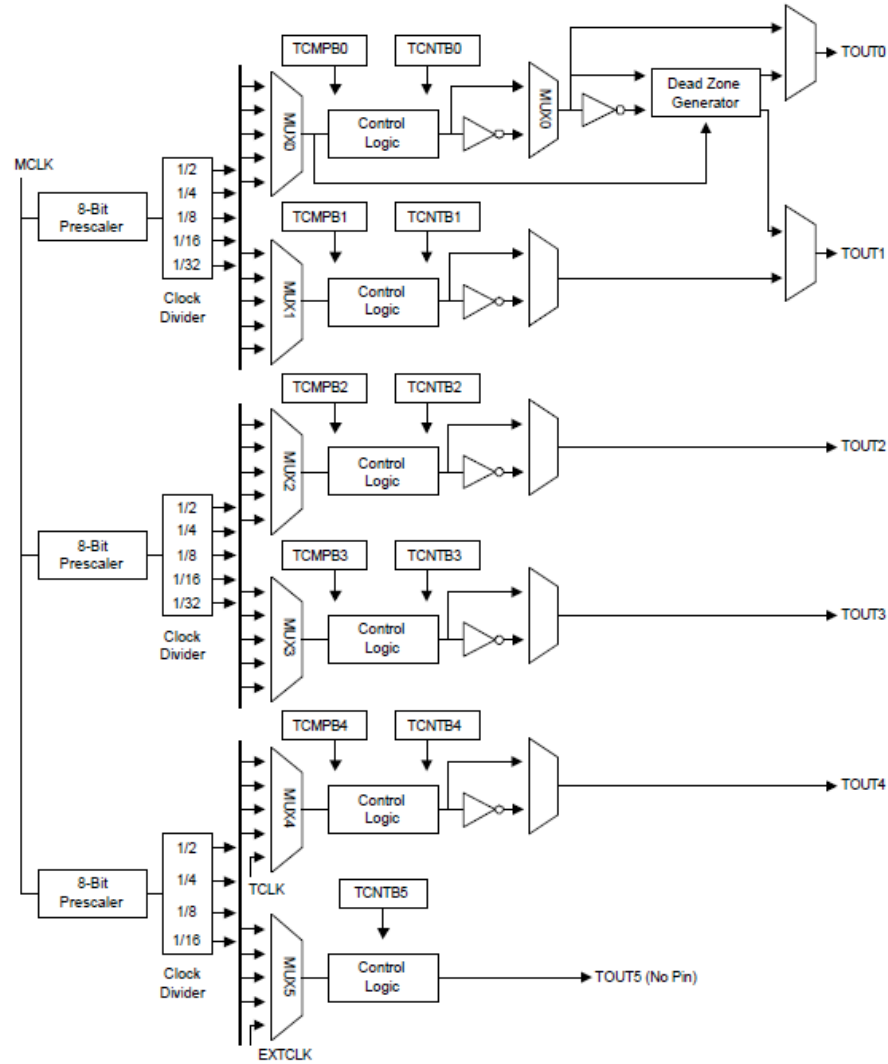 TCMPB0
TCNTB0
TOUT0
MUX0
Control
Logic
MUX0
Dead Zone
Generator
MCLK
8-Bit
Prescaler
1/2
1/4
1/8
1/16
1/32
Clock
Divider
TCMPB1
TCNTB1
MUX1
Control
Logic
TOUT1
TCMPB2
TCNTB2
MUX2
Control
Logic
TOUT2
8-Bit
Prescaler
1/2
1/4
1/8
1/16
1/32
Clock
Divider
TCMPB3
TCNTB3
MUX3
Control
Logic
TOUT3
TCMPB4
TCNTB4
MUX4
Control
Logic
TOUT4
TCLK
8-Bit
Prescaler
1/2
1/4
1/8
1/16
Clock
Divider
TCNTB5
MUX5
Control
Logic
TOUT5 (No Pin)
EXTCLK